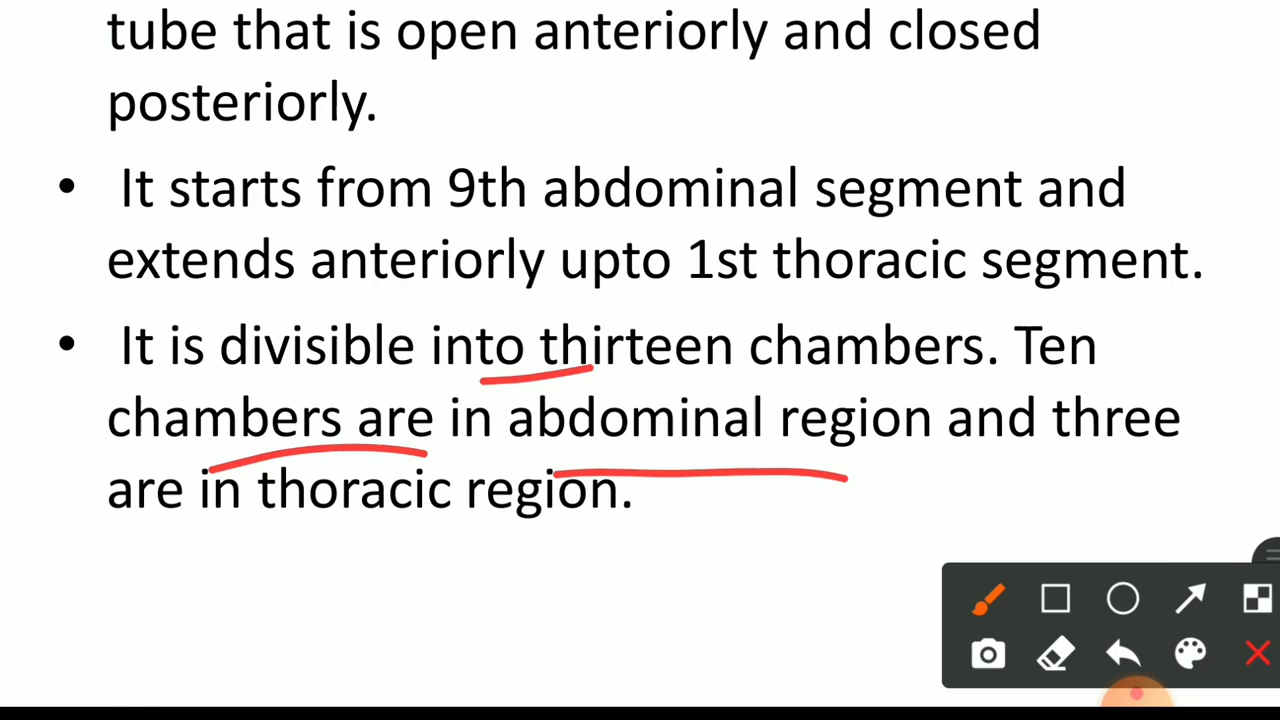 tube that is open anteriorly and closed
posteriorly.
• It starts from 9th abdominal segment and
extends anteriorly upto 1st thoracic segment.
• It is divisible into thirteen chambers. Ten
chambers are in abdominal region and three
are in thoracic region.